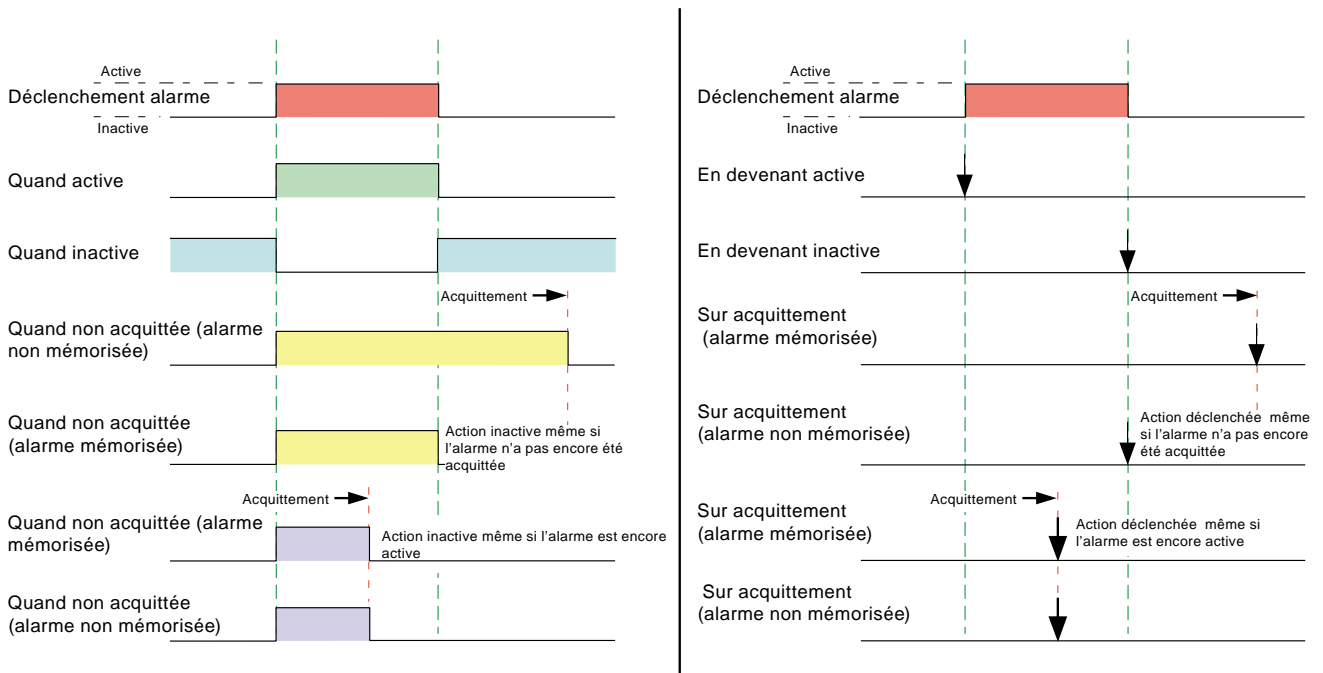 Active
Déclenchement alarme
Inactive
Quand active
Quand inactive
Acquittement
Quand non acquittée (alarme
non mémorisée)
Quand non acquittée
(alarme mémorisée)
Action inactive même si
l'alarme n'a pas encore été
acquittée
Acquittement
Quand non acquittée (alarme
mémorisée)
Action inactive même si l'alarme est encore
active
Quand non acquittée
(alarme non mémorisée)
Active
Déclenchement alarme
Inactive
En devenant active
En devenant inactive
Acquittement
Sur acquittement
(alarme mémorisée)
Sur acquittement
(alarme non mémorisée)
Action déclenchée même
si l'alarme n'a pas encore
été acquittée
Acquittement
Sur acquittement
(alarme mémorisée)
Action déclenchée même si
l'alarme est encore active
Sur acquittement
(alarme non mémorisée)